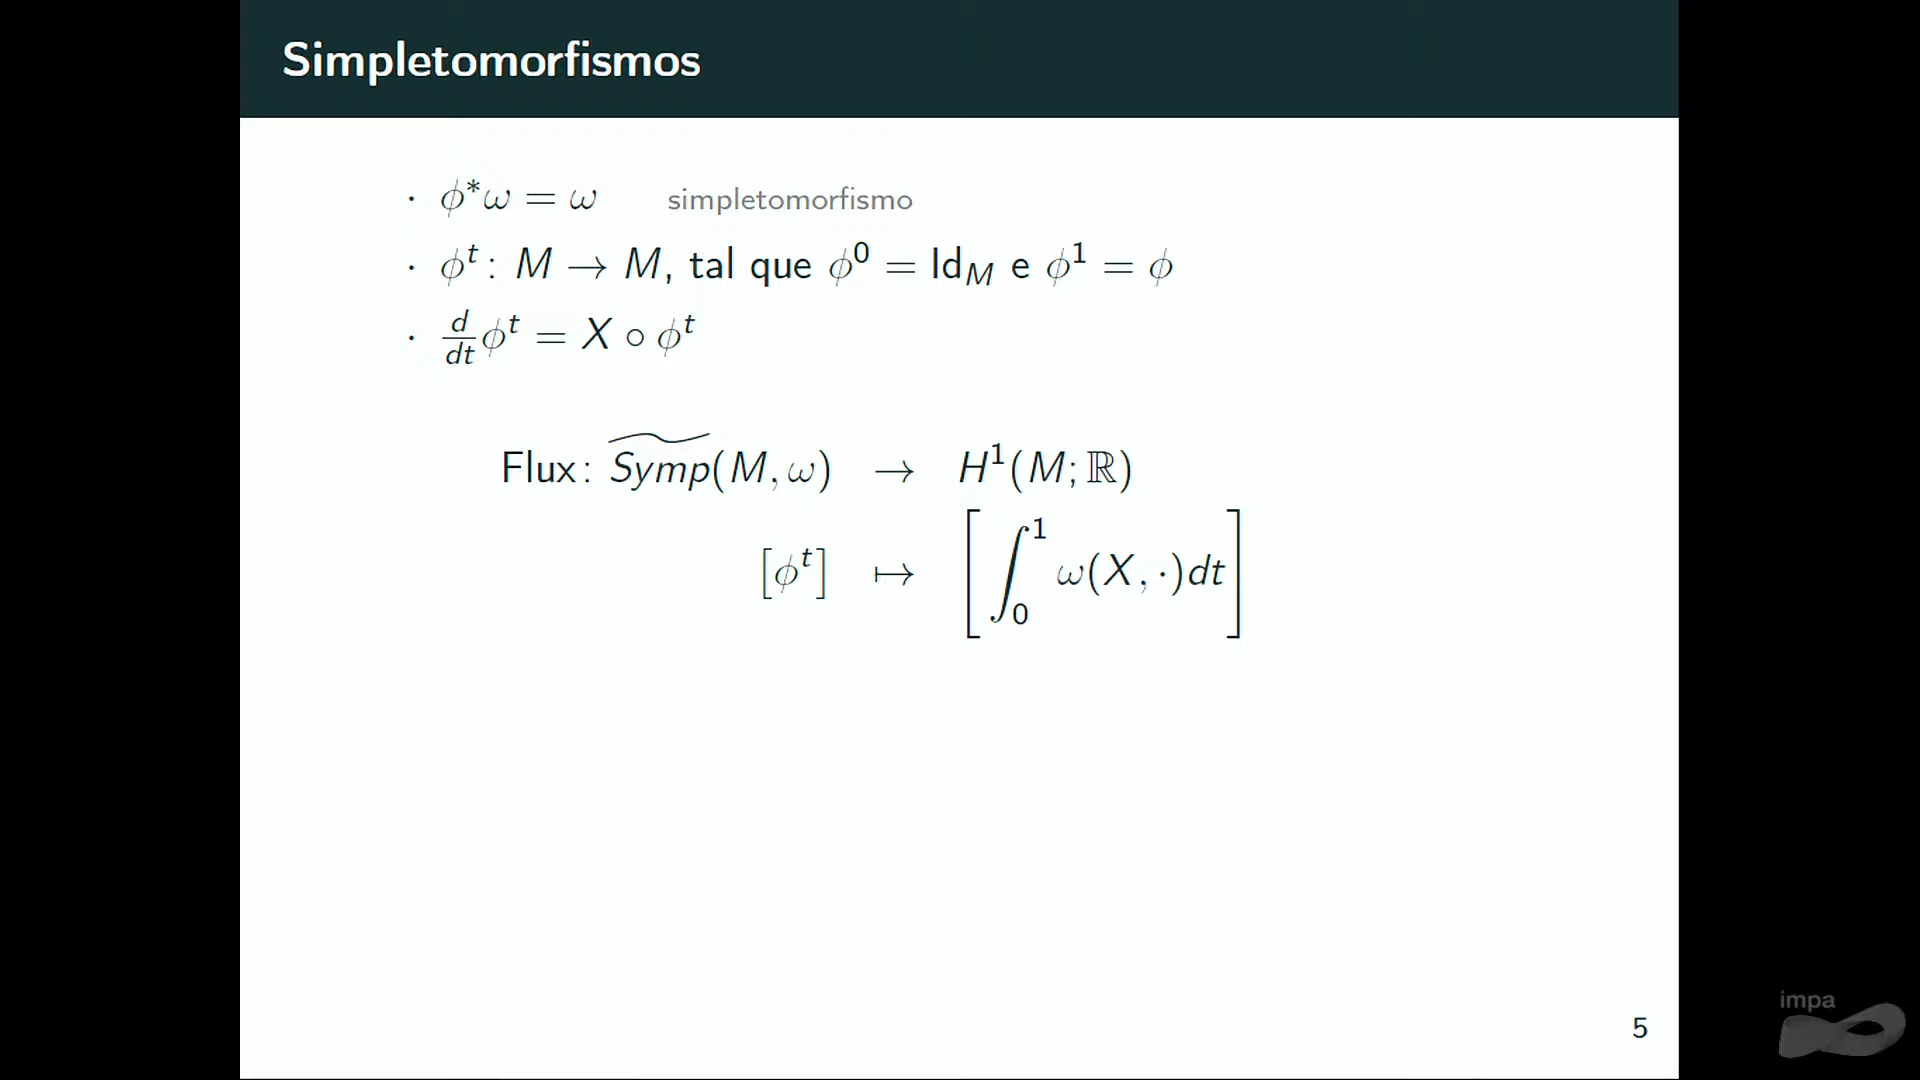 Simpletomorfismos
· ϕ*ω = ω simpletomorfismo
· ϕ^t : M → M, tal que ϕ^0 = Id_M e ϕ^1 = ϕ
· d/dt ϕ^t = X ∘ ϕ^t
Flux : \widetilde{Symp}(M, ω) → H^1(M; ℝ)
[ϕ^t] ↦ [∫_0^1 ω(X, ·)dt]
impa
5